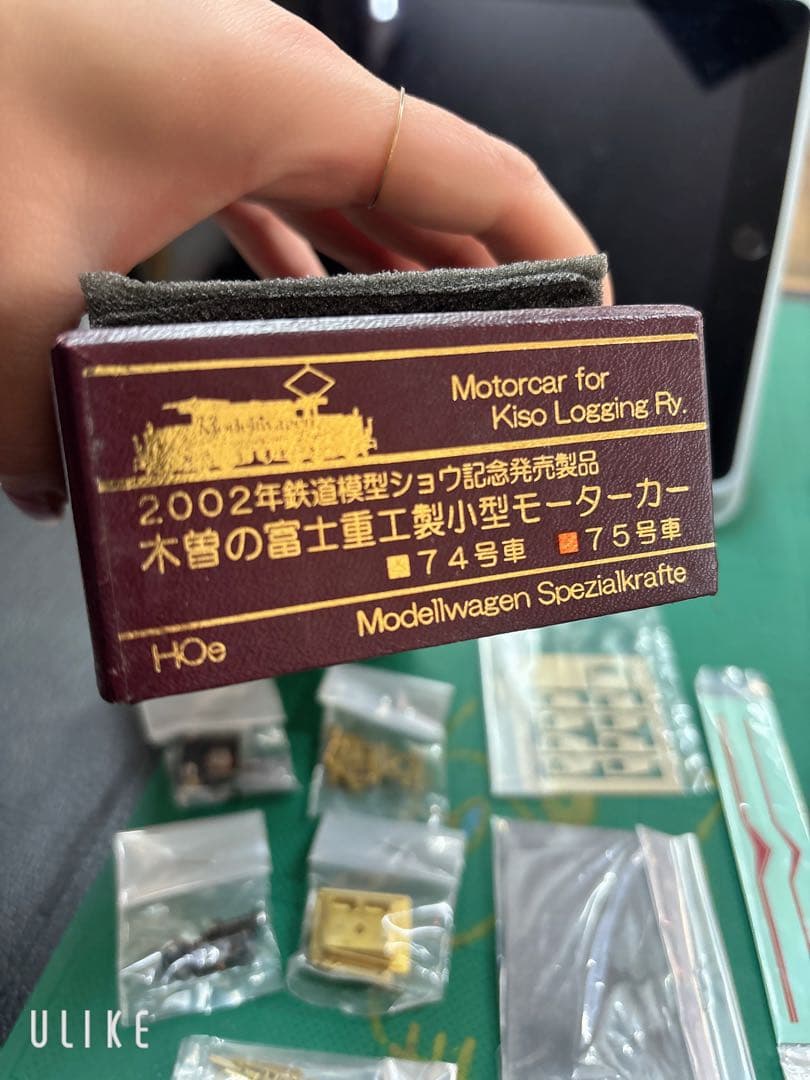 Modellwagen
Motorcar for
Kiso Logging Ry.
2002年鉄道模型ショウ記念発売製品
木曽の富士重工製小型モーターカー
74号車 75号車
Modellwagen Spezialkrafte
HOe
ULIKE